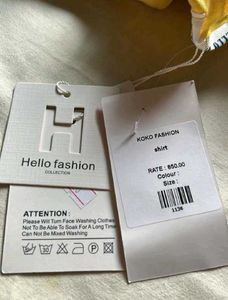 Hello fashion
COLLECTION
KOKO FASHION
shirt
RATE : 650.00
Colour :
Size :
1136
ATTENTION :
Please Will Turn Face Washing Clothes
Not To Be Able To Soak For A Long Time
Can Not Be Mixed Washing